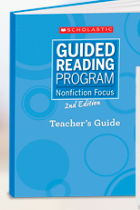 SCHOLASTIC
GUIDED
READING
PROGRAM
Nonfiction Focus
2nd Edition
Teacher's Guide